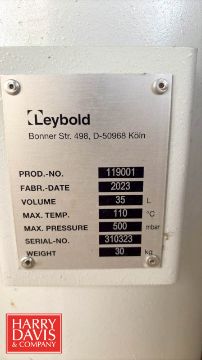 Leybold
Bonner Str. 498, D-50968 Köln
PROD.-NO. 119001
FABR.-DATE 2023
VOLUME 35 L
MAX. TEMP. 110 °C
MAX. PRESSURE 500 mbar
SERIAL-NO. 310323
WEIGHT 30 kg
HARRY
DAVIS
& COMPANY